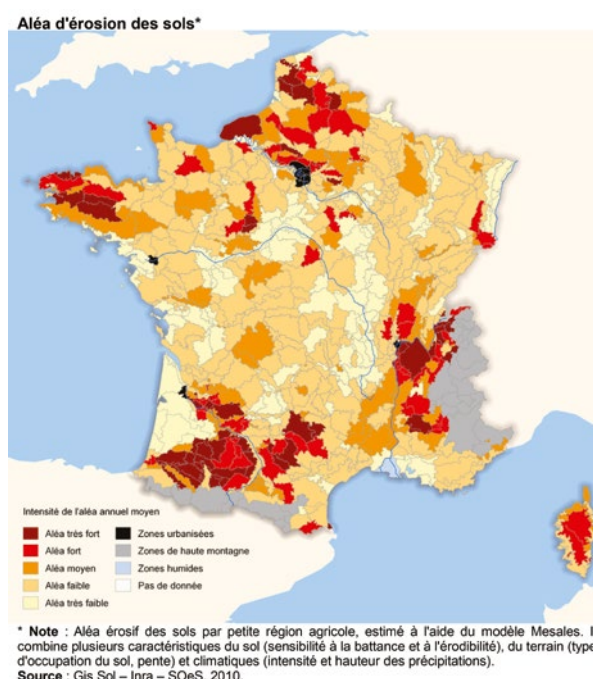 Aléa d'érosion des sols*
Intensité de l'aléa annuel moyen
Aléa très fort
Aléa fort
Aléa moyen
Aléa faible
Aléa très faible
Zones urbanisées
Zones de haute montagne
Zones humides
Pas de donnée
* Note : Aléa érosif des sols par petite région agricole, estimé à l'aide du modèle Mesales. I
combine plusieurs caractéristiques du sol (sensibilité à la battance et à l'érodibilité), du terrain (type
d'occupation du sol, pente) et climatiques (intensité et hauteur des précipitations).
Source : Gis Sol – Inra – SOeS, 2010.